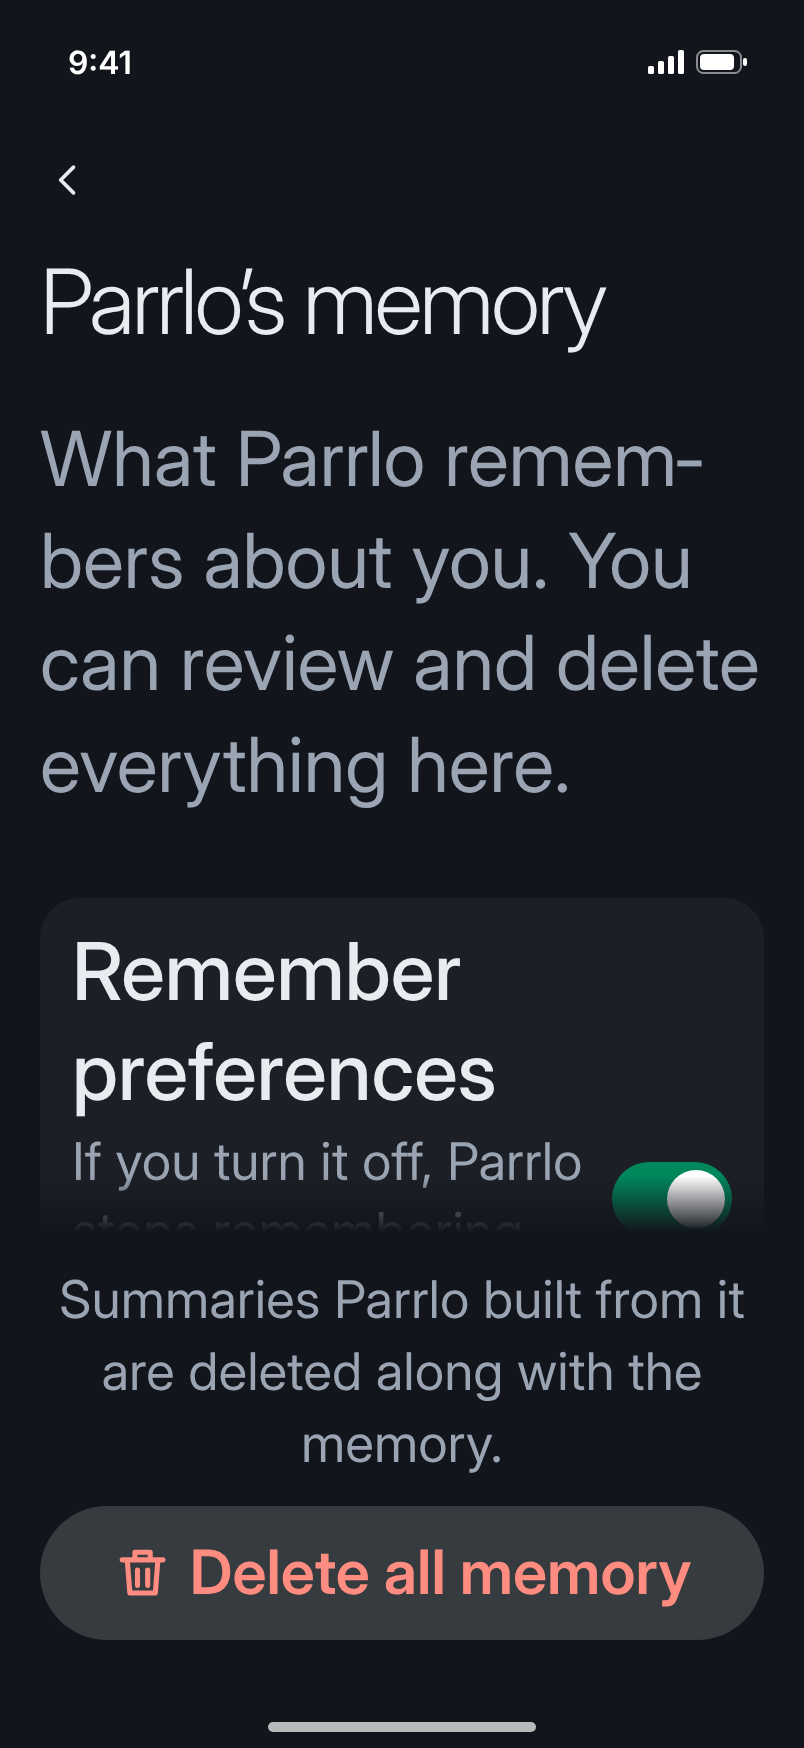 9:41
Parrlo’s memory
What Parrlo remem-
bers about you. You
can review and delete
everything here.
Remember
preferences
If you turn it off, Parrlo
stops remembering
Summaries Parrlo built from it
are deleted along with the
memory.
Delete all memory